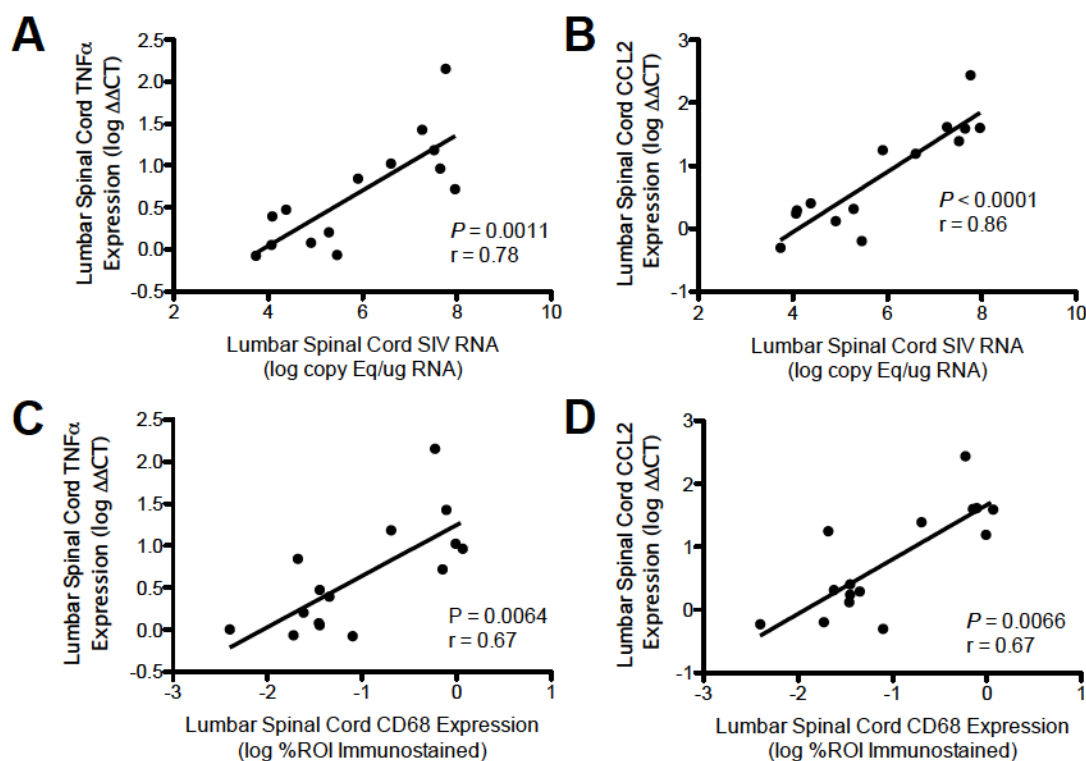 A
Lumbar Spinal Cord TNFα
Expression (log ΔΔCT)
2.5
2.0
1.5
1.0
0.5
0.0
-0.5
2
4
6
8
10
P = 0.0011
r = 0.78
Lumbar Spinal Cord SIV RNA
(log copy Eq/ug RNA)
B
Lumbar Spinal Cord CCL2
Expression (log ΔΔCT)
3
2
1
0
-1
2
4
6
8
10
P < 0.0001
r = 0.86
Lumbar Spinal Cord SIV RNA
(log copy Eq/ug RNA)
C
Lumbar Spinal Cord TNFα
Expression (log ΔΔCT)
2.5
2.0
1.5
1.0
0.5
0.0
-0.5
-3
-2
-1
0
1
P = 0.0064
r = 0.67
Lumbar Spinal Cord CD68 Expression
(log %ROI Immunostained)
D
Lumbar Spinal Cord CCL2
Expression (log ΔΔCT)
3
2
1
0
-1
-3
-2
-1
0
1
P = 0.0066
r = 0.67
Lumbar Spinal Cord CD68 Expression
(log %ROI Immunostained)